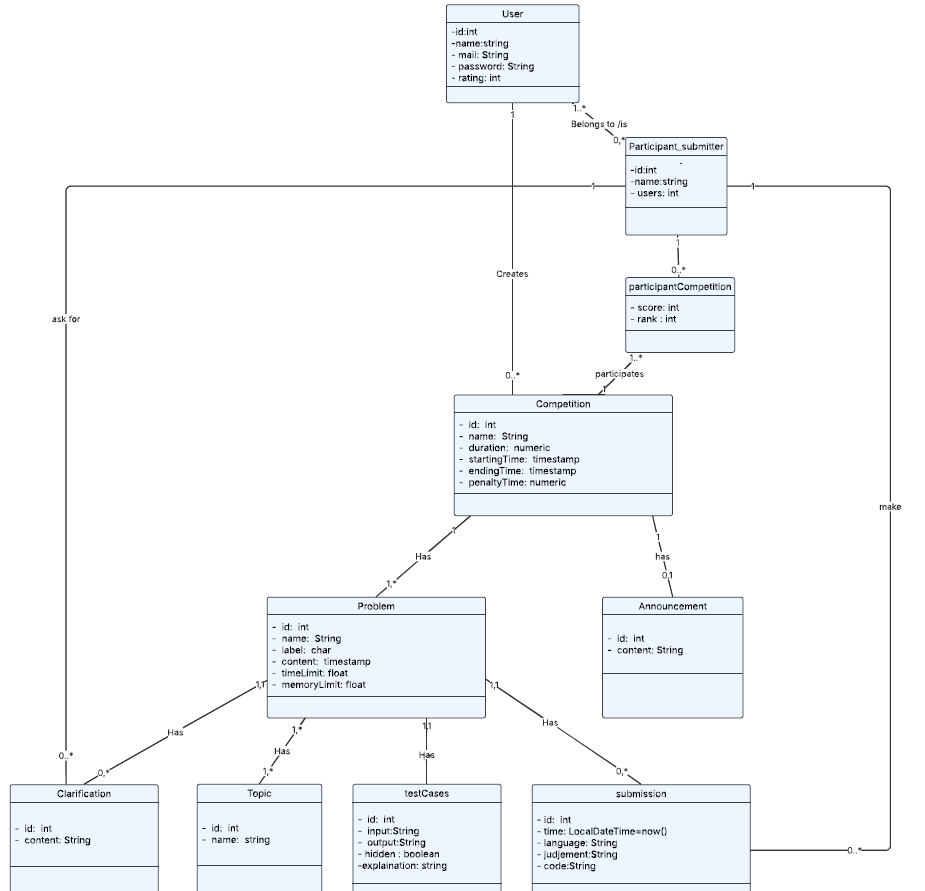 User
-id:int
-name:string
- mail: String
- password: String
- rating: int
1
1..*
Belongs to /is
0,*
Participant_submitter
-id:int
-name:string
- users: int
1
1
1
0..*
Creates
participantCompetition
- score: int
- rank : int
ask for
1..*
participates
1
0..*
Competition
- id: int
- name: String
- duration: numeric
- startingTime: timestamp
- endingTime: timestamp
- penaltyTime: numeric
make
1
Has
1,*
1
has
0,1
Problem
- id: int
- name: String
- label: char
- content: timestamp
- timeLimit: float
- memoryLimit: float
Announcement
- id: int
- content: String
1,1
Has
0,*
1,*
Has
1,*
1,1
Has
1,1
Has
0,*
0..*
Clarification
- id: int
- content: String
Topic
- id: int
- name: string
testCases
- id: int
- input:String
- output:String
- hidden : boolean
-explaination: string
submission
- id: int
- time: LocalDateTime=now()
- language: String
- judjement:String
- code:String
0..*